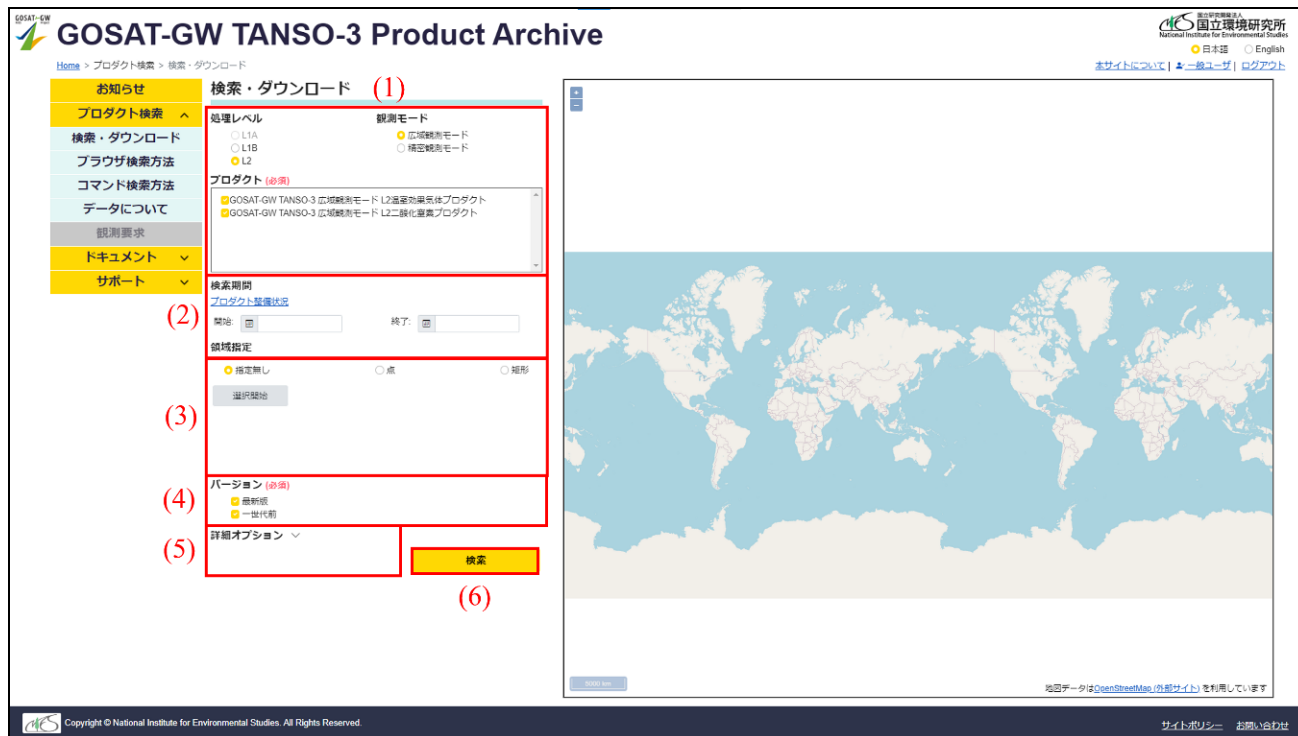 GOSAT-GW
GOSAT-GW TANSO-3 Product Archive
国立研究開発法人
国立環境研究所
National Institute for Environmental Studies
日本語 English
Home > プロダクト検索 > 検索・ダウンロード
本サイトについて | 一般ユーザ | ログアウト
お知らせ
プロダクト検索
検索・ダウンロード
ブラウザ検索方法
コマンド検索方法
データについて
観測要求
ドキュメント
サポート
検索・ダウンロード
(1)
処理レベル 観測モード
L1A 広域観測モード
L1B 精密観測モード
L2
プロダクト (必須)
GOSAT-GW TANSO-3 広域観測モード L2温室効果気体プロダクト
GOSAT-GW TANSO-3 広域観測モード L2二酸化窒素プロダクト
検索期間
プロダクト整備状況
(2)
開始: 終了:
領域指定
指定無し 点 矩形
選択開始
(3)
バージョン (必須)
(4)
最新版
一世代前
詳細オプション
(5)
検索
(6)
+
−
5000 km
地図データはOpenStreetMap (外部サイト) を利用しています
Copyright © National Institute for Environmental Studies. All Rights Reserved.
サイトポリシー お問い合わせ